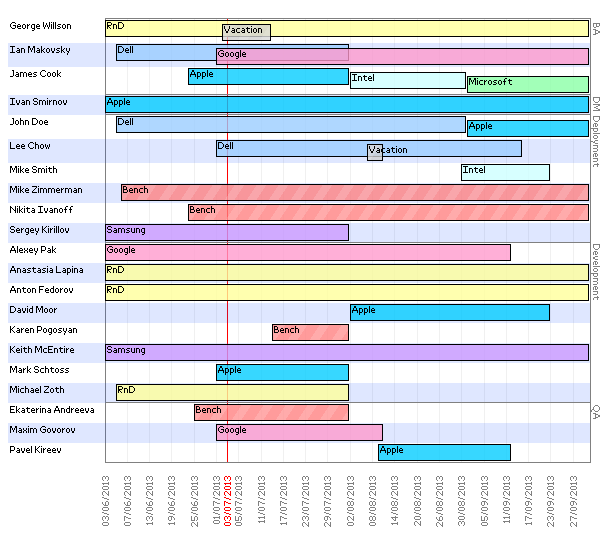 George Willson RnD Vacation BA
Ian Makovsky Dell Google
James Cook Apple Intel Microsoft
Ivan Smirnov Apple DM
John Doe Dell Apple Deployment
Lee Chow Dell Vacation
Mike Smith Intel
Mike Zimmerman Bench
Nikita Ivanoff Bench
Sergey Kirillov Samsung
Alexey Pak Google Development
Anastasia Lapina RnD
Anton Fedorov RnD
David Moor Apple
Karen Pogosyan Bench
Keith McEntire Samsung
Mark Schtoss Apple
Michael Zoth RnD
Ekaterina Andreeva Bench QA
Maxim Govorov Google
Pavel Kireev Apple
03/06/2013 07/06/2013 13/06/2013 19/06/2013 25/06/2013 01/07/2013 03/07/2013 05/07/2013 11/07/2013 17/07/2013 23/07/2013 29/07/2013 02/08/2013 08/08/2013 14/08/2013 20/08/2013 26/08/2013 30/08/2013 05/09/2013 11/09/2013 17/09/2013 23/09/2013 27/09/2013